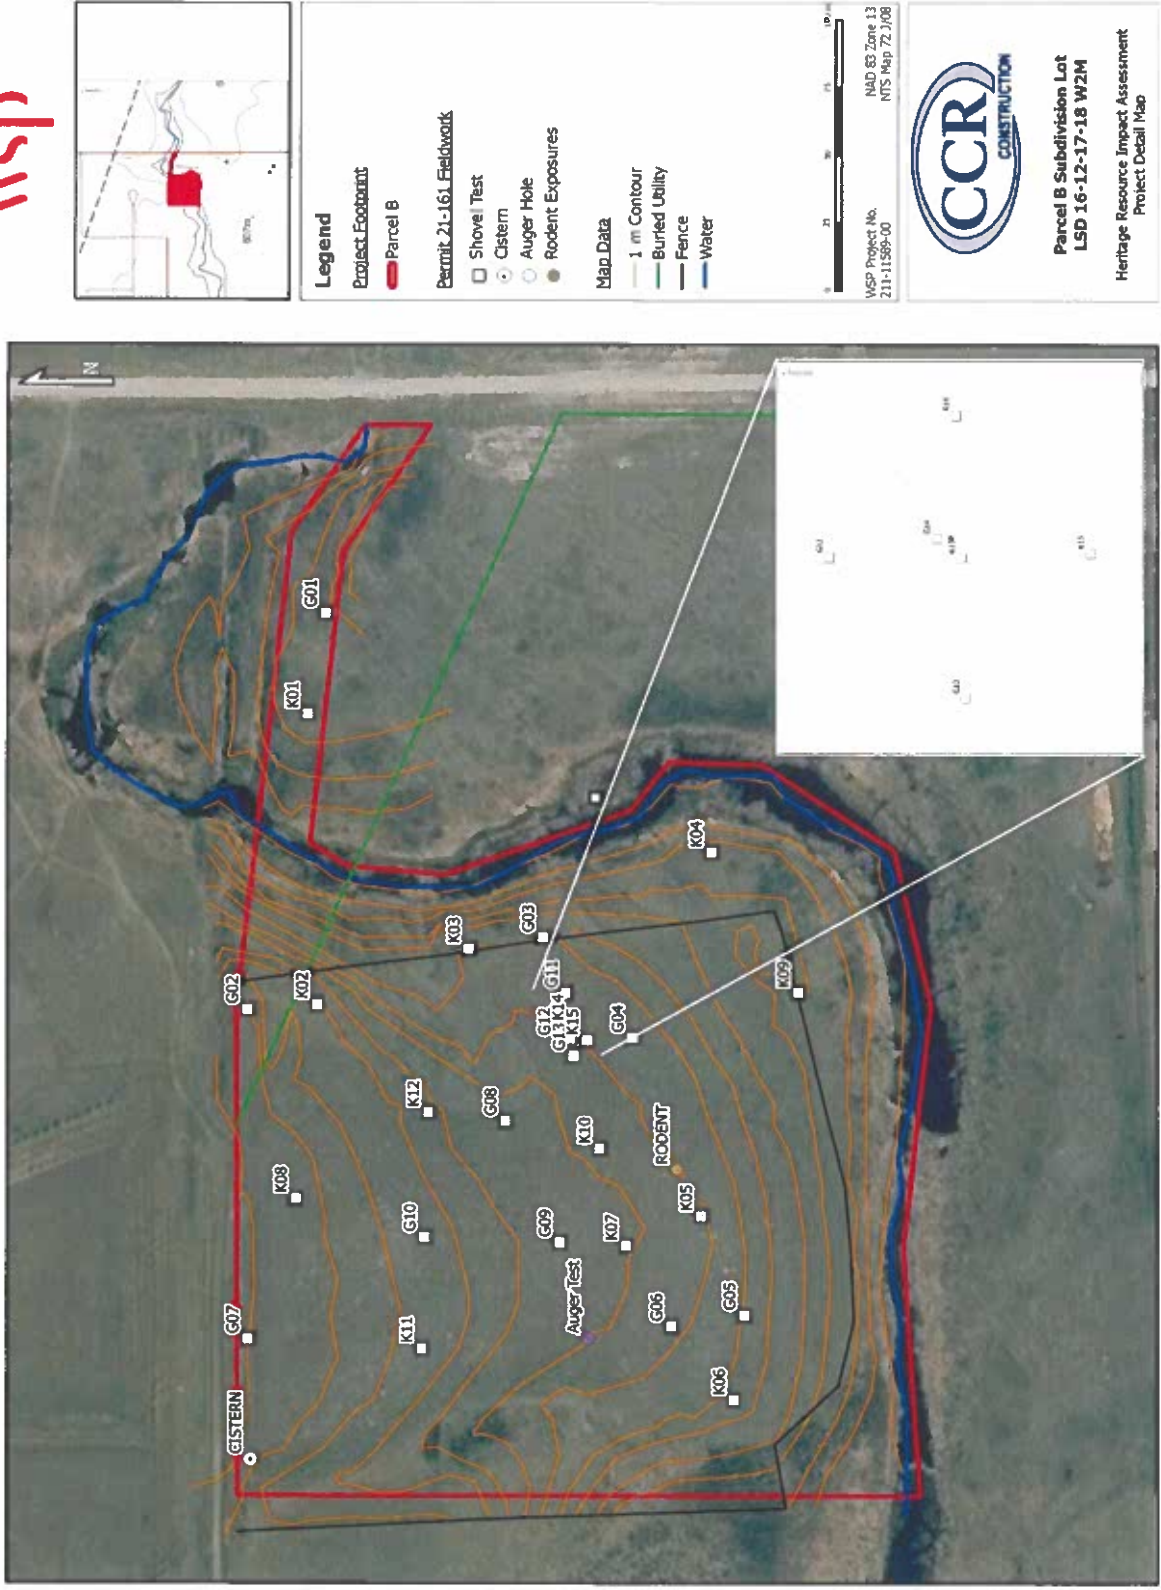 wsp
Legend
Project Footprint
Parcel B
Permit 21-161 Fieldwork
Shovel Test
Cistern
Auger Hole
Rodent Exposures
Map Data
1 m Contour
Buried Utility
Fence
Water
0
25
50
75
WSP Project No.
211-11589-00
NAD 83 Zone 13
NTS Map 72 I/08
CCR
CONSTRUCTION
Parcel B Subdivision Lot
LSD 16-12-17-18 W2M
Heritage Resource Impact Assessment
Project Detail Map
N
CISTERN
G07
K08
G02
K02
K01
G01
K11
G10
K12
K03
G03
G08
G09
K10
K07
Auger Test
RODENT
G12
G11
G13
K14
K15
G04
K04
K09
K05
G06
G05
K06